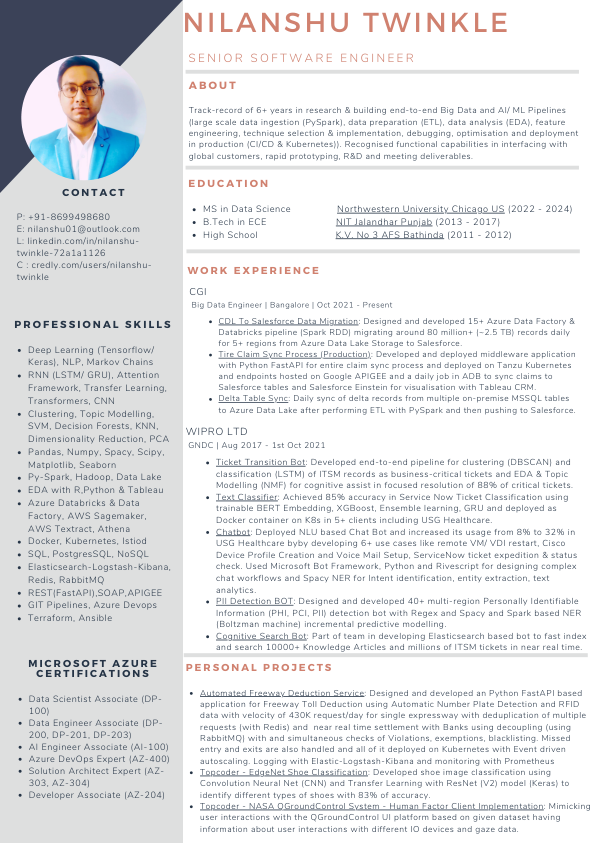 NILANSHU TWINKLE
SENIOR SOFTWARE ENGINEER
CONTACT
P: +91-8699498680
E: nilanshu01@outlook.com
L: linkedin.com/in/nilanshu-
twinkle-72a1a1126
C : credly.com/users/nilanshu-
twinkle
PROFESSIONAL SKILLS
• Deep Learning (Tensorflow/
Keras), NLP, Markov Chains
• RNN (LSTM/ GRU), Attention
Framework, Transfer Learning,
Transformers, CNN
• Clustering, Topic Modelling,
SVM, Decision Forests, KNN,
Dimensionality Reduction, PCA
• Pandas, Numpy, Spacy, Scipy,
Matplotlib, Seaborn
• Py-Spark, Hadoop, Data Lake
• EDA with R,Python & Tableau
• Azure Databricks & Data
Factory, AWS Sagemaker,
AWS Textract, Athena
• Docker, Kubernetes, Istiod
• SQL, PostgresSQL, NoSQL
• Elasticsearch-Logstash-Kibana,
Redis, RabbitMQ
• REST(FastAPI),SOAP,APIGEE
• GIT Pipelines, Azure Devops
• Terraform, Ansible
MICROSOFT AZURE
CERTIFICATIONS
• Data Scientist Associate (DP-
100)
• Data Engineer Associate (DP-
200, DP-201, DP-203)
• AI Engineer Associate (AI-100)
• Azure DevOps Expert (AZ-400)
• Solution Architect Expert (AZ-
303, AZ-304)
• Developer Associate (AZ-204)
ABOUT
Track-record of 6+ years in research & building end-to-end Big Data and AI/ ML Pipelines
(large scale data ingestion (PySpark), data preparation (ETL), data analysis (EDA), feature
engineering, technique selection & implementation, debugging, optimisation and deployment
in production (CI/CD & Kubernetes)). Recognised functional capabilities in interfacing with
global customers, rapid prototyping, R&D and meeting deliverables.
EDUCATION
• MS in Data Science Northwestern University Chicago US (2022 - 2024)
• B.Tech in ECE NIT Jalandhar Punjab (2013 - 2017)
• High School K.V. No 3 AFS Bathinda (2011 - 2012)
WORK EXPERIENCE
CGI
Big Data Engineer | Bangalore | Oct 2021 - Present
• CDL To Salesforce Data Migration: Designed and developed 15+ Azure Data Factory &
Databricks pipeline (Spark RDD) migrating around 80 million+ (~2.5 TB) records daily
for 5+ regions from Azure Data Lake Storage to Salesforce.
• Tire Claim Sync Process (Production): Developed and deployed middleware application
with Python FastAPI for entire claim sync process and deployed on Tanzu Kubernetes
and endpoints hosted on Google APIGEE and a daily job in ADB to sync claims to
Salesforce tables and Salesforce Einstein for visualisation with Tableau CRM.
• Delta Table Sync: Daily sync of delta records from multiple on-premise MSSQL tables
to Azure Data Lake after performing ETL with PySpark and then pushing to Salesforce.
WIPRO LTD
GNDC | Aug 2017 - 1st Oct 2021
• Ticket Transition Bot: Developed end-to-end pipeline for clustering (DBSCAN) and
classification (LSTM) of ITSM records as business-critical tickets and EDA & Topic
Modelling (NMF) for cognitive assist in focused resolution of 88% of critical tickets.
• Text Classifier: Achieved 85% accuracy in Service Now Ticket Classification using
trainable BERT Embedding, XGBoost, Ensemble learning, GRU and deployed as
Docker container on K8s in 5+ clients including USG Healthcare.
• Chatbot: Deployed NLU based Chat Bot and increased its usage from 8% to 32% in
USG Healthcare byby developing 6+ use cases like remote VM/ VDI restart, Cisco
Device Profile Creation and Voice Mail Setup, ServiceNow ticket expedition & status
check. Used Microsoft Bot Framework, Python and Rivescript for designing complex
chat workflows and Spacy NER for Intent identification, entity extraction, text
analytics.
• PII Detection BOT: Designed and developed 40+ multi-region Personally Identifiable
Information (PHI, PCI, PII) detection bot with Regex and Spacy and Spark based NER
(Boltzman machine) incremental predictive modelling.
• Cognitive Search Bot: Part of team in developing Elasticsearch based bot to fast index
and search 10000+ Knowledge Articles and millions of ITSM tickets in near real time.
PERSONAL PROJECTS
• Automated Freeway Deduction Service: Designed and developed an Python FastAPI based
application for Freeway Toll Deduction using Automatic Number Plate Detection and RFID
data with velocity of 430K request/day for single expressway with deduplication of multiple
requests (with Redis) and near real time settlement with Banks using decoupling (using
RabbitMQ) with and simultaneous checks of Violations, exemptions, blacklisting. Missed
entry and exits are also handled and all of it deployed on Kubernetes with Event driven
autoscaling. Logging with Elastic-Logstash-Kibana and monitoring with Prometheus
• Topcoder - EdgeNet Shoe Classification: Developed shoe image classification using
Convolution Neural Net (CNN) and Transfer Learning with ResNet (V2) model (Keras) to
identify different types of shoes with 83% of accuracy.
• Topcoder - NASA QGroundControl System - Human Factor Client Implementation: Mimicking
user interactions with the QGroundControl UI platform based on given dataset having
information about user interactions with different IO devices and gaze data.